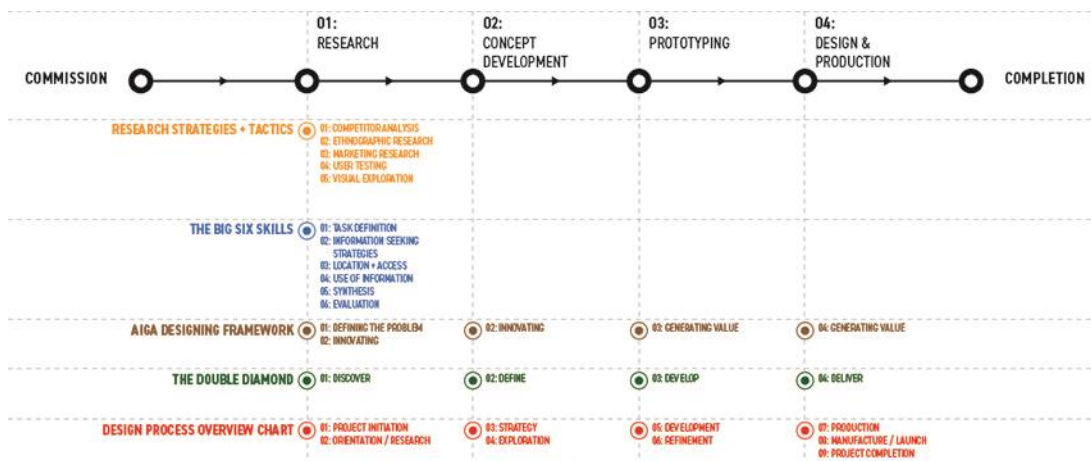 01:
RESEARCH
02:
CONCEPT
DEVELOPMENT
03:
PROTOTYPING
04:
DESIGN &
PRODUCTION
COMMISSION
COMPLETION
RESEARCH STRATEGIES + TACTICS
01: COMPETITOR ANALYSIS
02: ETHNOGRAPHIC RESEARCH
03: MARKETING RESEARCH
04: USER TESTING
05: VISUAL EXPLORATION
THE BIG SIX SKILLS
01: TASK DEFINITION
02: INFORMATION SEEKING
STRATEGIES
03: LOCATION + ACCESS
04: USE OF INFORMATION
05: SYNTHESIS
06: EVALUATION
AIGA DESIGNING FRAMEWORK
01: DEFINING THE PROBLEM
02: INNOVATING
02: INNOVATING
03: GENERATING VALUE
04: GENERATING VALUE
THE DOUBLE DIAMOND
01: DISCOVER
02: DEFINE
03: DEVELOP
04: DELIVER
DESIGN PROCESS OVERVIEW CHART
01: PROJECT INITIATION
02: ORIENTATION / RESEARCH
03: STRATEGY
04: EXPLORATION
05: DEVELOPMENT
06: REFINEMENT
07: PRODUCTION
08: MANUFACTURE / LAUNCH
09: PROJECT COMPLETION